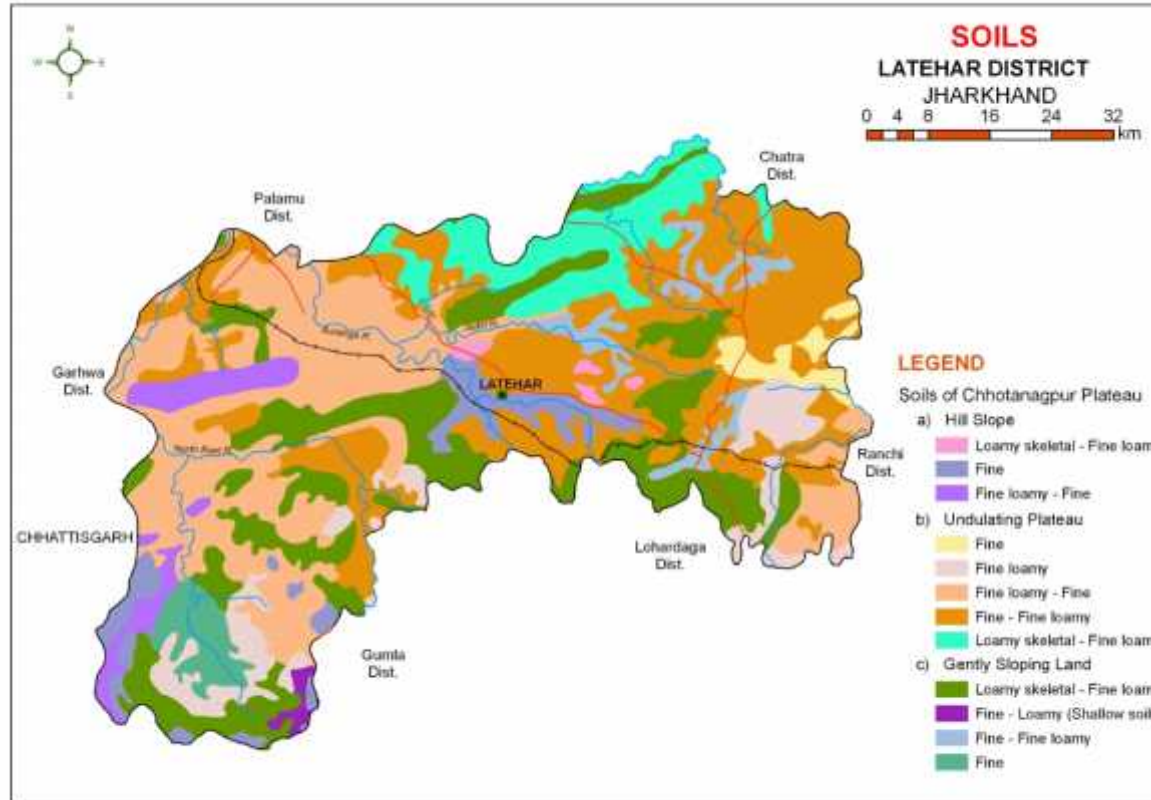 SOILS
LATEHAR DISTRICT
JHARKHAND
0 4 8 16 24 32
km
N
W E
S
Chatra
Dist.
Palamu
Dist.
Garhwa
Dist.
LATEHAR
CHHATTISGARH
Lohardaga
Dist.
Ranchi
Dist.
Gumla
Dist.
LEGEND
Soils of Chhotanagpur Plateau
a) Hill Slope
Loamy skeletal - Fine loam
Fine
Fine loamy - Fine
b) Undulating Plateau
Fine
Fine loamy
Fine loamy - Fine
Fine - Fine loamy
Loamy skeletal - Fine loam
c) Gently Sloping Land
Loamy skeletal - Fine loam
Fine - Loamy (Shallow soil
Fine - Fine loamy
Fine